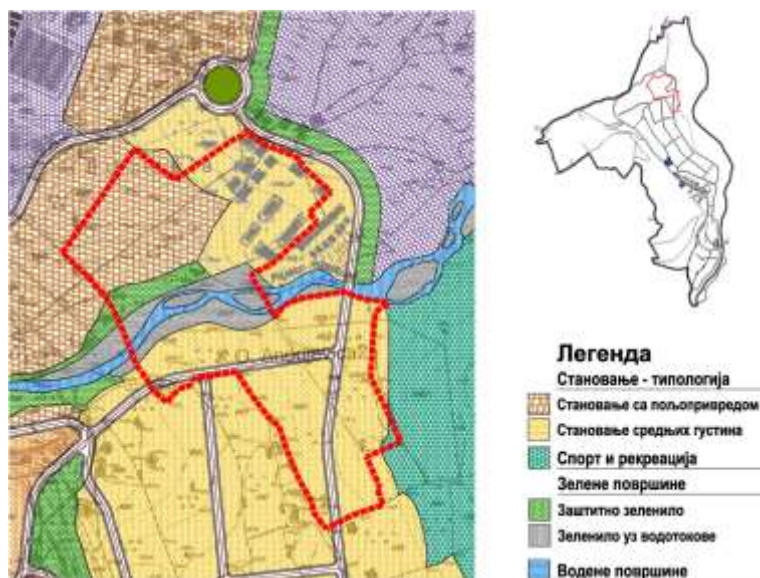 Легенда
Становање - типологија
Становање са пољопривредом
Становање средњих густина
Спорт и рекреација
Зелене површине
Заштитно зеленило
Зеленило уз водотокове
Водене површине